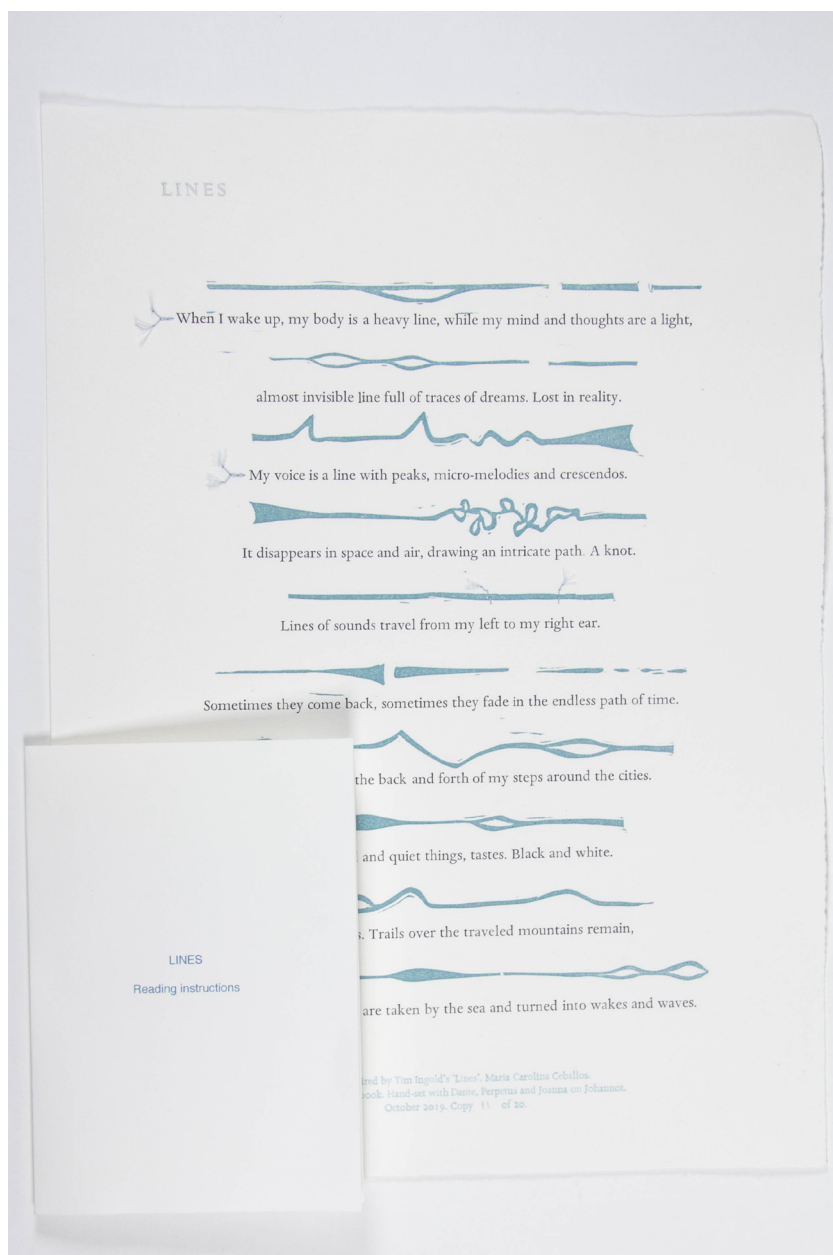 LINES
When I wake up, my body is a heavy line, while my mind and thoughts are a light,
almost invisible line full of traces of dreams. Lost in reality.
My voice is a line with peaks, micro-melodies and crescendos.
It disappears in space and air, drawing an intricate path. A knot.
Lines of sounds travel from my left to my right ear.
Sometimes they come back, sometimes they fade in the endless path of time.
the back and forth of my steps around the cities.
and quiet things, tastes. Black and white.
. Trails over the traveled mountains remain,
are taken by the sea and turned into wakes and waves.
by Tim Ingold's 'Lines'. Maria Carolina Ceballos.
Hand-set with Dante, Perpetua and Joanna on Johannot.
October 2019. Copy 11 of 20.
LINES
Reading instructions